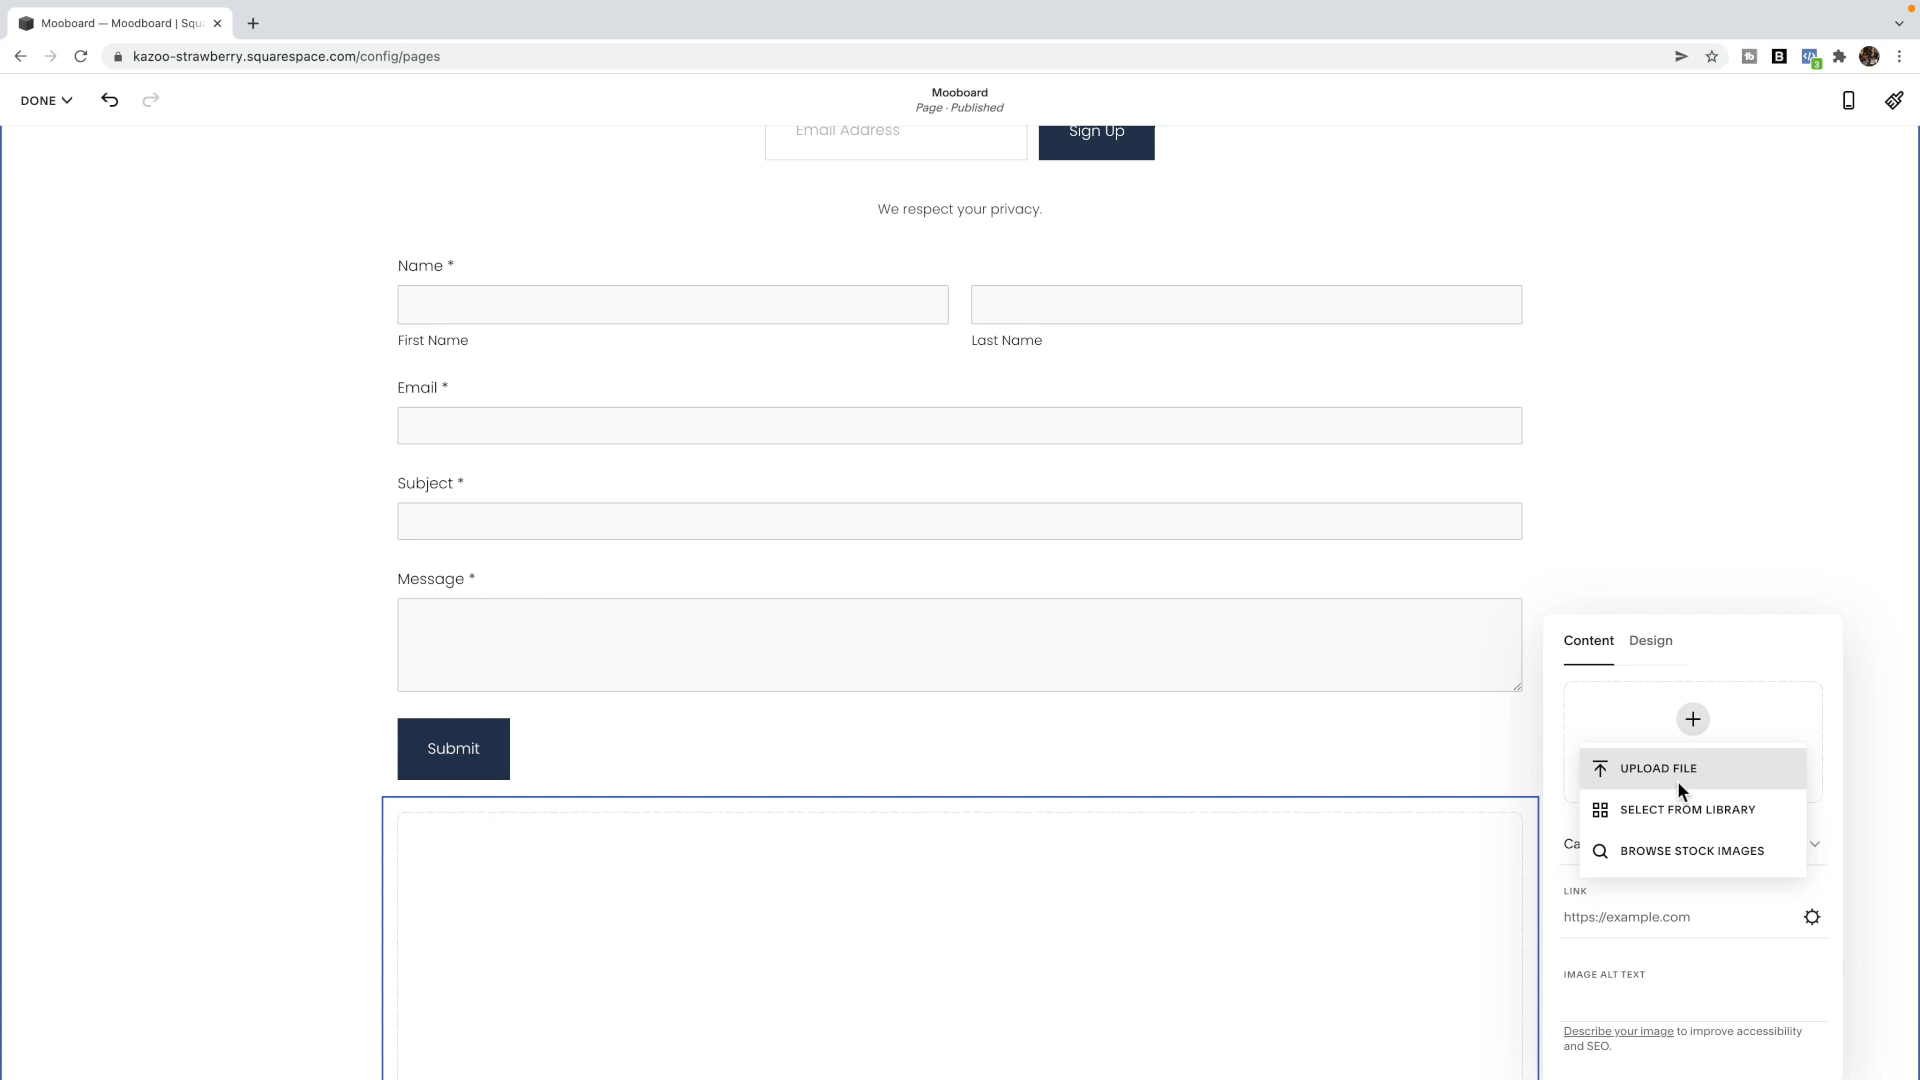 Mooboard — Moodboard | Squ
kazoo-strawberry.squarespace.com/config/pages
B
3
DONE
Mooboard
Page · Published
Email Address
Sign Up
We respect your privacy.
Name *
First Name
Last Name
Email *
Subject *
Message *
Submit
Content
Design
UPLOAD FILE
SELECT FROM LIBRARY
Ca
BROWSE STOCK IMAGES
LINK
https://example.com
IMAGE ALT TEXT
Describe your image to improve accessibility
and SEO.